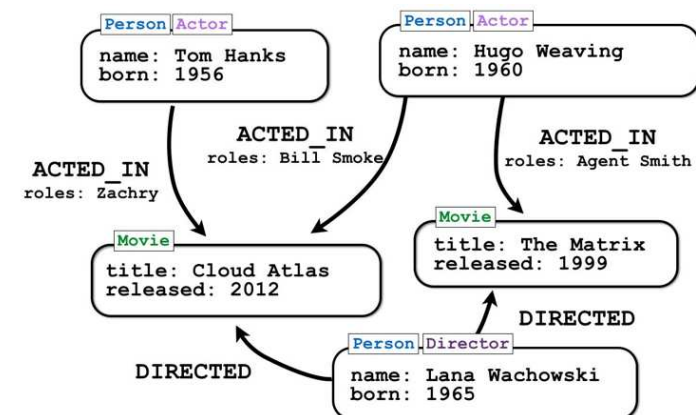 Person Actor
name: Tom Hanks
born: 1956
Person Actor
name: Hugo Weaving
born: 1960
ACTED_IN
roles: Zachry
ACTED_IN
roles: Bill Smoke
ACTED_IN
roles: Agent Smith
Movie
title: Cloud Atlas
released: 2012
Movie
title: The Matrix
released: 1999
DIRECTED
DIRECTED
Person Director
name: Lana Wachowski
born: 1965